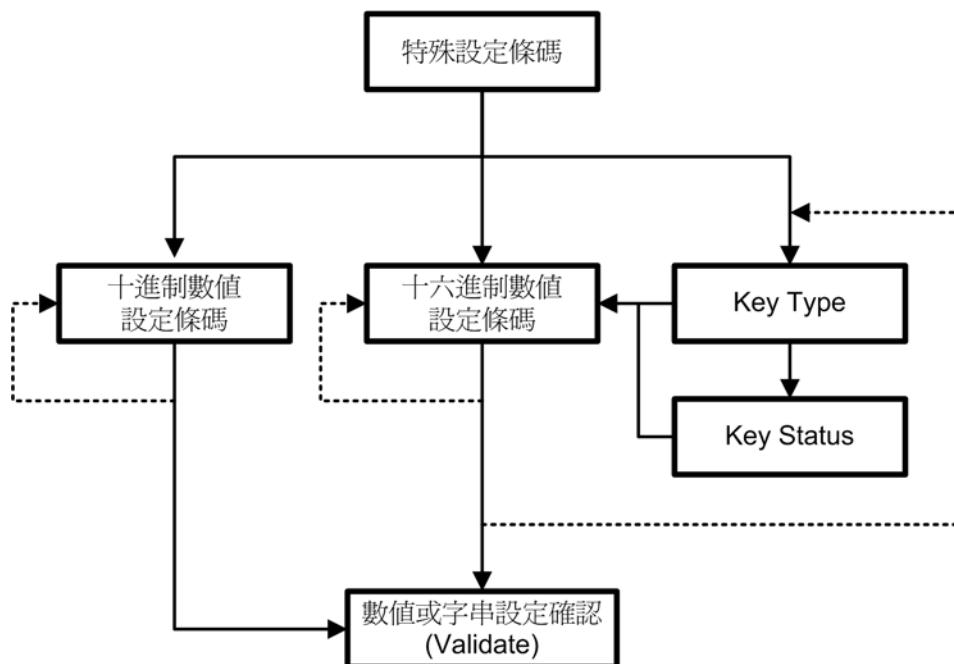 特殊設定條碼
十進制數值
設定條碼
十六進制數值
設定條碼
Key Type
Key Status
數值或字串設定確認
(Validate)